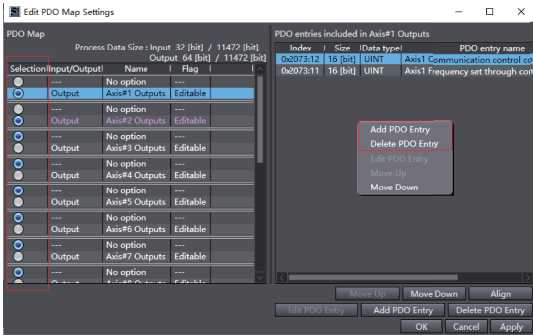 Edit PDO Map Settings
PDO Map
Process Data Size : Input 32 [bit] / 11472 [bit]
Output 64 [bit] / 11472 [bit]
Selection Input/Output Name Flag
--- No option ---
Output Axis#1 Outputs Editable
--- No option ---
Output Axis#2 Outputs Editable
--- No option ---
Output Axis#3 Outputs Editable
--- No option ---
Output Axis#4 Outputs Editable
--- No option ---
Output Axis#5 Outputs Editable
--- No option ---
Output Axis#6 Outputs Editable
--- No option ---
Output Axis#7 Outputs Editable
--- No option ---
PDO entries included in Axis#1 Outputs
Index Size Data type PDO entry name
0x2073:12 16 [bit] UINT Axis1 Communication control
0x2073:11 16 [bit] UINT Axis1 Frequency set through
Add PDO Entry
Delete PDO Entry
Edit PDO Entry
Move Up
Move Down
Move Up Move Down Align
Edit PDO Entry Add PDO Entry Delete PDO Entry
OK Cancel Apply